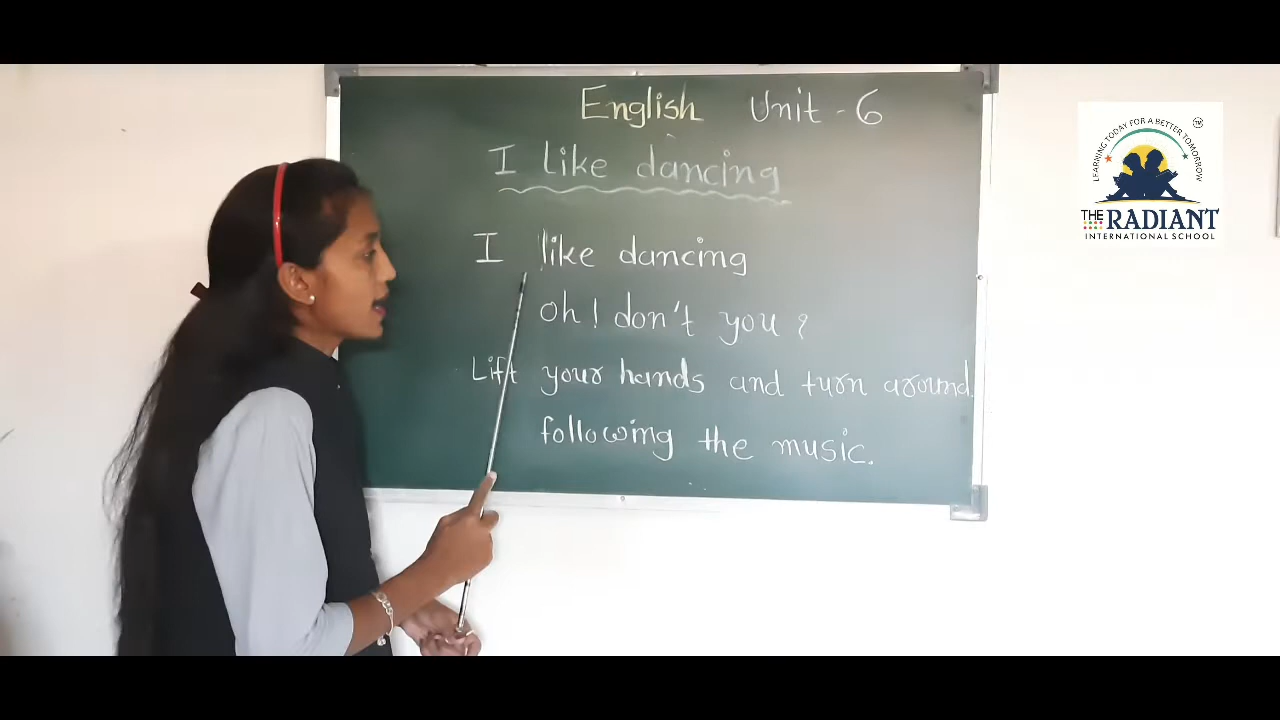 English Unit - 6
I like dancing
I like dancing
oh! don't you?
Lift your hands and turn around.
following the music.
LEARNING TODAY FOR A BETTER TOMORROW
THE RADIANT
INTERNATIONAL SCHOOL